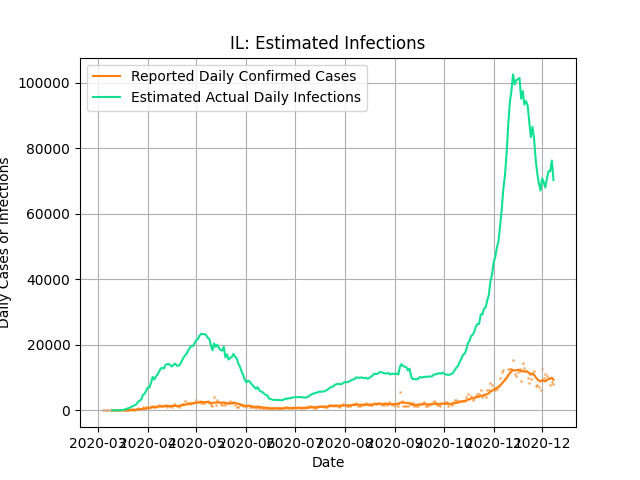 IL: Estimated Infections
Reported Daily Confirmed Cases
Estimated Actual Daily Infections
Daily Cases or Infections
100000
80000
60000
40000
20000
0
2020-03 2020-04 2020-05 2020-06 2020-07 2020-08 2020-09 2020-10 2020-11 2020-12
Date